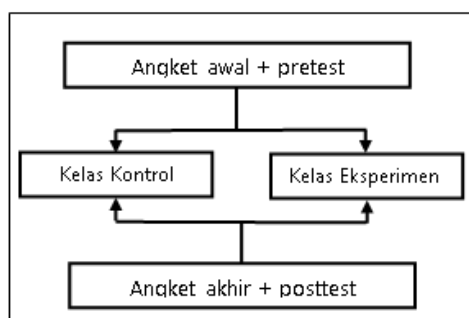 Angket awal + pretest
Kelas Kontrol
Kelas Eksperimen
Angket akhir + posttest